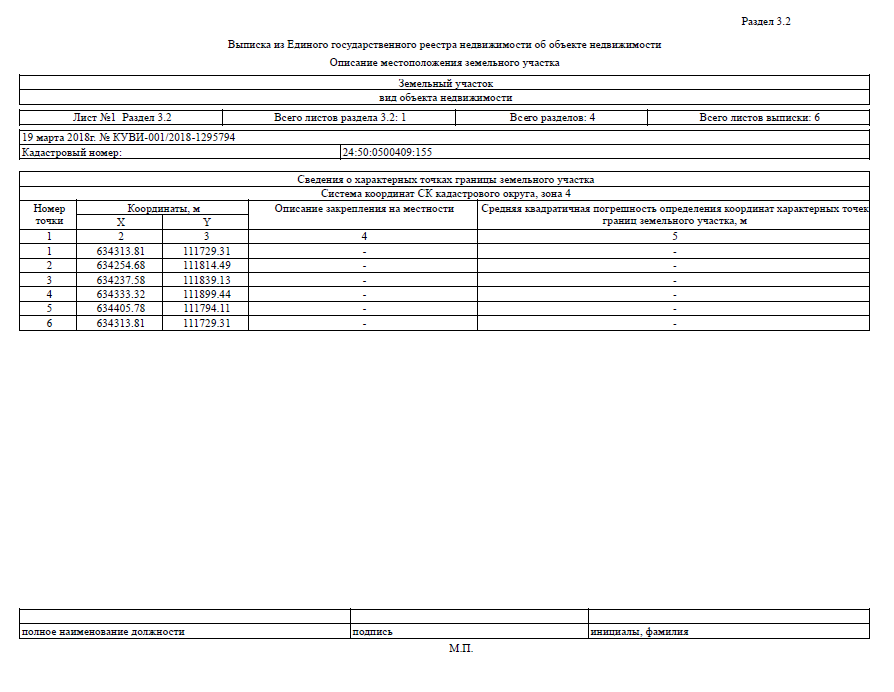 Раздел 3.2
Выписка из Единого государственного реестра недвижимости об объекте недвижимости
Описание местоположения земельного участка
Земельный участок
вид объекта недвижимости
Лист №1 Раздел 3.2 Всего листов раздела 3.2: 1 Всего разделов: 4 Всего листов выписки: 6
19 марта 2018г. № КУВИ-001/2018-1295794
Кадастровый номер: 24:50:0500409:155
Сведения о характерных точках границы земельного участка
Система координат СК кадастрового округа, зона 4
Номер точки Координаты, м Описание закрепления на местности Средняя квадратичная погрешность определения координат характерных точек границ земельного участка, м
X Y
1 2 3 4 5
1 634313.81 111729.31 - -
2 634254.68 111814.49 - -
3 634237.58 111839.13 - -
4 634333.32 111899.44 - -
5 634405.78 111794.11 - -
6 634313.81 111729.31 - -
полное наименование должности подпись инициалы, фамилия
М.П.